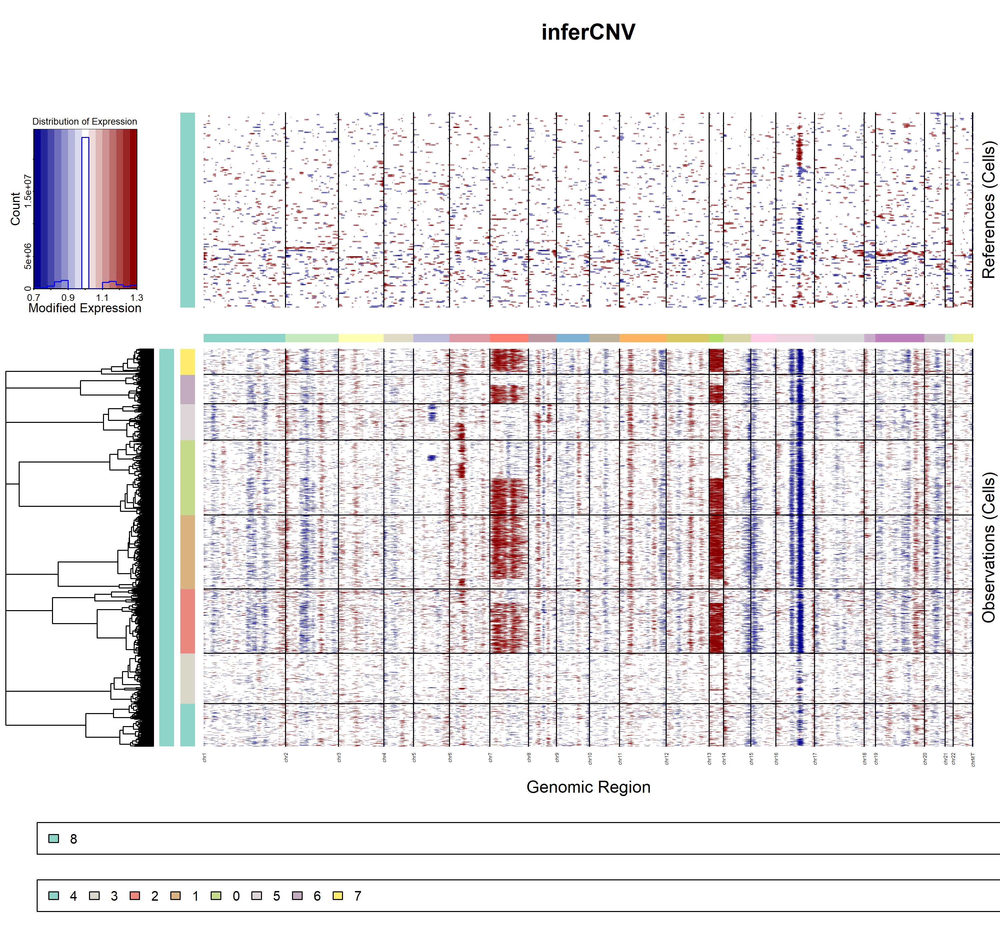 inferCNV
Distribution of Expression
Count
0 5e+06 1.5e+07
0.7 0.9 1.1 1.3
Modified Expression
References (Cells)
Observations (Cells)
chr1 chr2 chr3 chr4 chr5 chr6 chr7 chr8 chr9 chr10 chr11 chr12 chr13 chr14 chr15 chr16 chr17 chr18 chr19 chr20 chr21 chr22 chrMT
Genomic Region
8
4 3 2 1 0 5 6 7